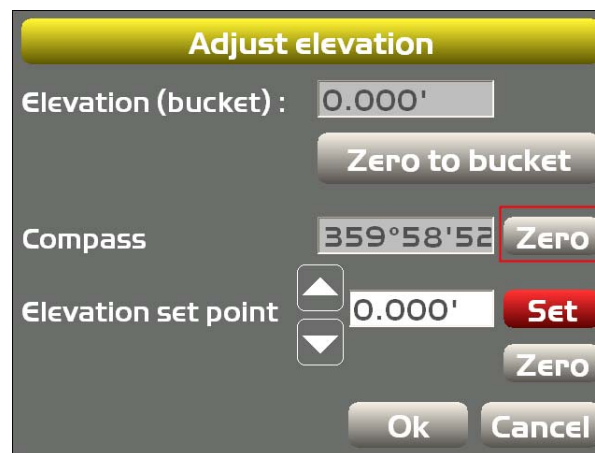 Adjust elevation
Elevation (bucket) : 0.000'
Zero to bucket
Compass 359°58'52 Zero
Elevation set point 0.000' Set
Zero
Ok Cancel